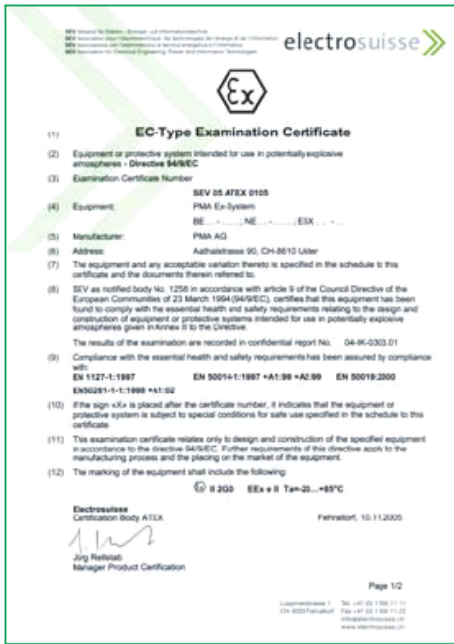 electrosuisse
Ex
(1) EC-Type Examination Certificate
(2) Equipment or protective system intended for use in potentially explosive
atmospheres - Directive 94/9/EC
(3) Examination Certificate Number
SEV 05 ATEX 0105
(4) Equipment: PMA Ex-System
(5) Manufacturer: PMA AG
(6) Address: Aathalstrasse 90, CH-8610 Uster
(7) The equipment and any acceptable variation thereto is specified in the schedule to this
certificate and the documents therein referred to.
(8) SEV as notified body No. 1258 in accordance with article 9 of the Council Directive of the
European Communities of 23 March 1994 (94/9/EC), certifies that this equipment has been
found to comply with the essential health and safety requirements relating to the design and
construction of equipment or protective systems intended for use in potentially explosive
atmospheres given in Annex II to the Directive.
The results of the examination are recorded in confidential report No. 04-IK-0303.01
(9) Compliance with the essential health and safety requirements has been assured by compliance
with:
EN 1127-1:1997 EN 50014-1:1997 +A1:99 +A2:99 EN 50019:2000
EN50281-1-1:1998 +A1:02
(10) If the sign «X» is placed after the certificate number, it indicates that the equipment or
protective system is subject to special conditions for safe use specified in the schedule to this
certificate.
(11) This examination certificate relates only to design and construction of the specified equipment
in accordance to the directive 94/9/EC. Further requirements of this directive apply to the
manufacturing process and the placing on the market of the equipment.
(12) The marking of the equipment shall include the following:
II 2GD EEx e II
Electrosuisse
Certification Body ATEX Fehraltorf, 10.11.2005
Jörg Rellstab
Manager Product Certification
Page 1/2